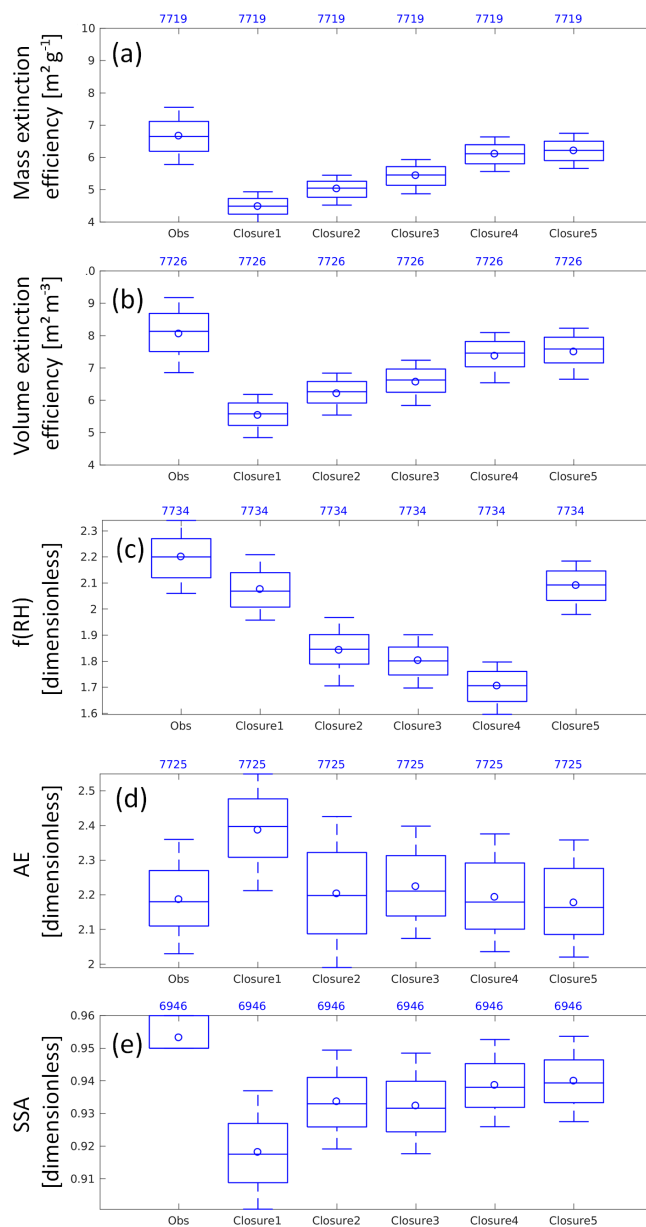 7719 7719 7719 7719 7719 7719
(a)
Mass extinction
efficiency [m² g⁻¹]
10
9
8
7
6
5
4
Obs Closure1 Closure2 Closure3 Closure4 Closure5
7726 7726 7726 7726 7726 7726
(b)
Volume extinction
efficiency [m² m⁻³]
.0
9
8
7
6
5
4
Obs Closure1 Closure2 Closure3 Closure4 Closure5
7734 7734 7734 7734 7734 7734
(c)
f(RH)
[dimensionless]
2.3
2.2
2.1
2
1.9
1.8
1.7
1.6
Obs Closure1 Closure2 Closure3 Closure4 Closure5
7725 7725 7725 7725 7725 7725
(d)
AE
[dimensionless]
2.5
2.4
2.3
2.2
2.1
2
Obs Closure1 Closure2 Closure3 Closure4 Closure5
6946 6946 6946 6946 6946 6946
(e)
SSA
[dimensionless]
0.96
0.95
0.94
0.93
0.92
0.91
Obs Closure1 Closure2 Closure3 Closure4 Closure5